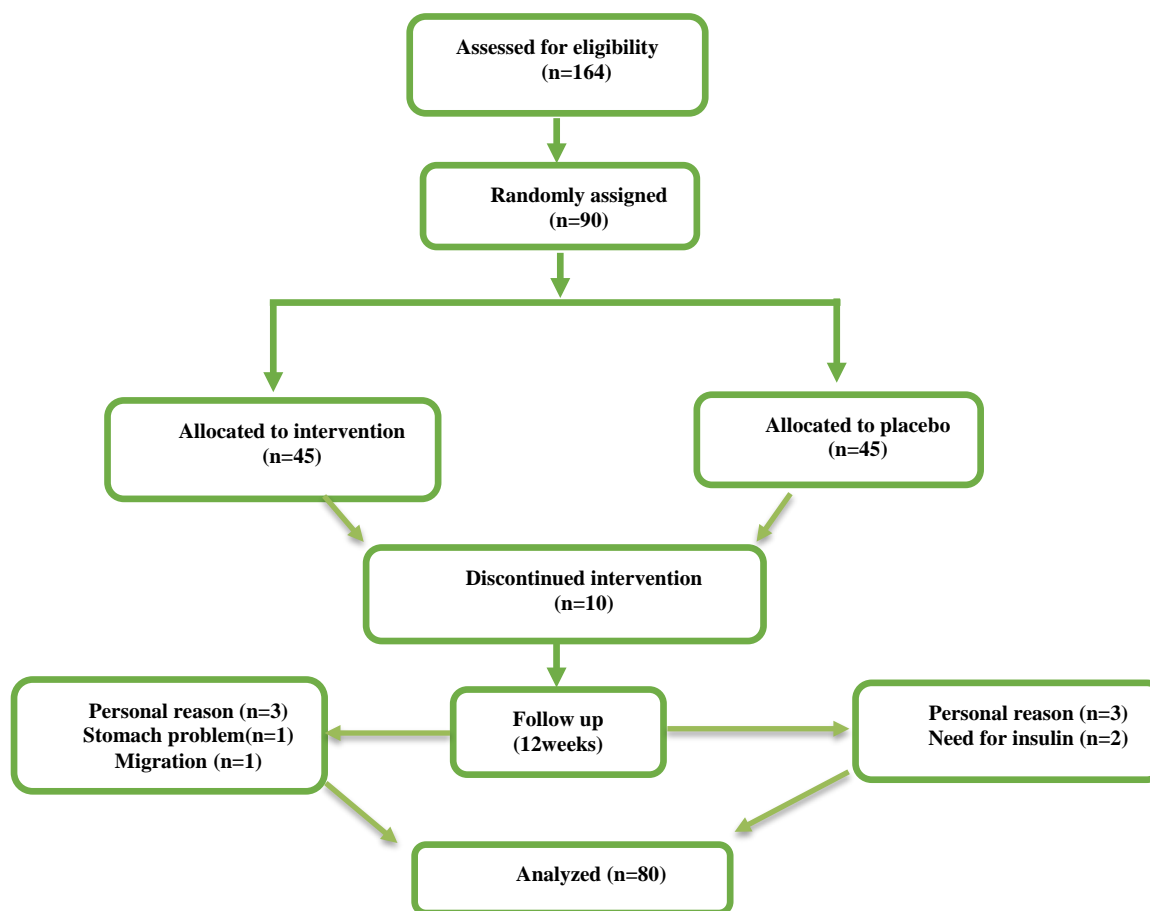 Assessed for eligibility
(n=164)
Randomly assigned
(n=90)
Allocated to intervention
(n=45)
Allocated to placebo
(n=45)
Discontinued intervention
(n=10)
Personal reason (n=3)
Stomach problem(n=1)
Migration (n=1)
Follow up
(12weeks)
Personal reason (n=3)
Need for insulin (n=2)
Analyzed (n=80)